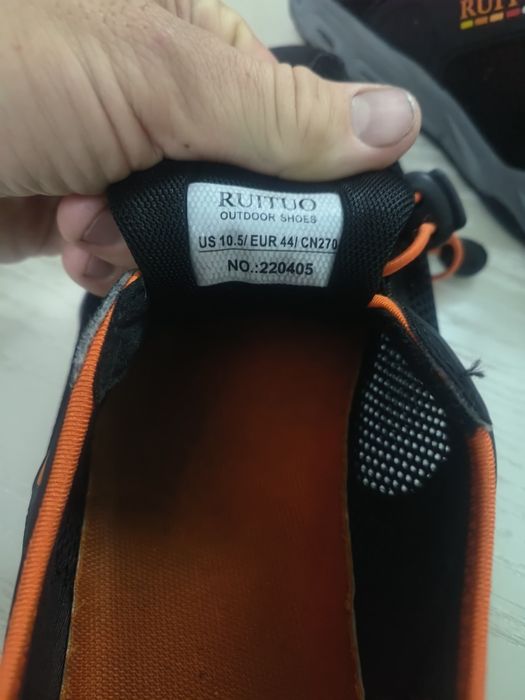 RUITUO
OUTDOOR SHOES
US 10.5/ EUR 44/ CN270
NO.:220405